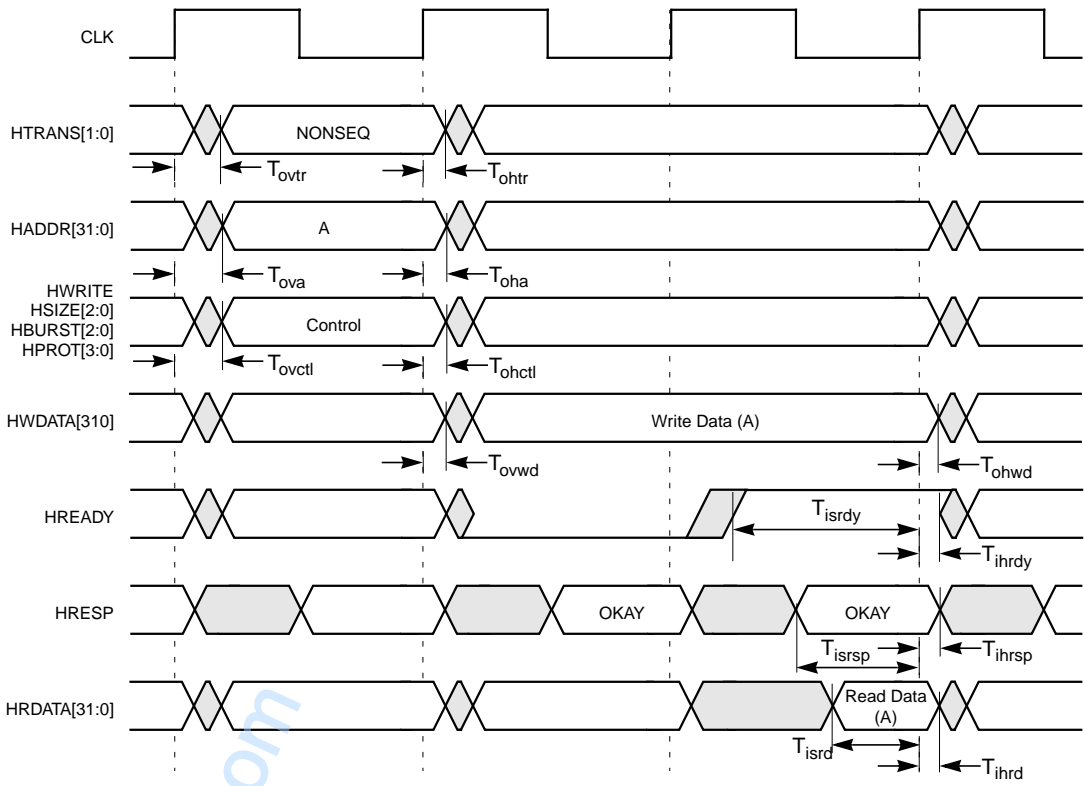 CLK
HTRANS[1:0]
NONSEQ
Tovtr
Tohtr
HADDR[31:0]
A
Tova
Toha
HWRITE
HSIZE[2:0]
HBURST[2:0]
HPROT[3:0]
Control
Tovctl
Tohctl
HWDATA[310]
Write Data (A)
Tovwd
Tohwd
HREADY
Tisrdy
Tihrdy
HRESP
OKAY
OKAY
Tisrsp
Tihrsp
HRDATA[31:0]
Read Data
(A)
Tisrd
Tihrd
com